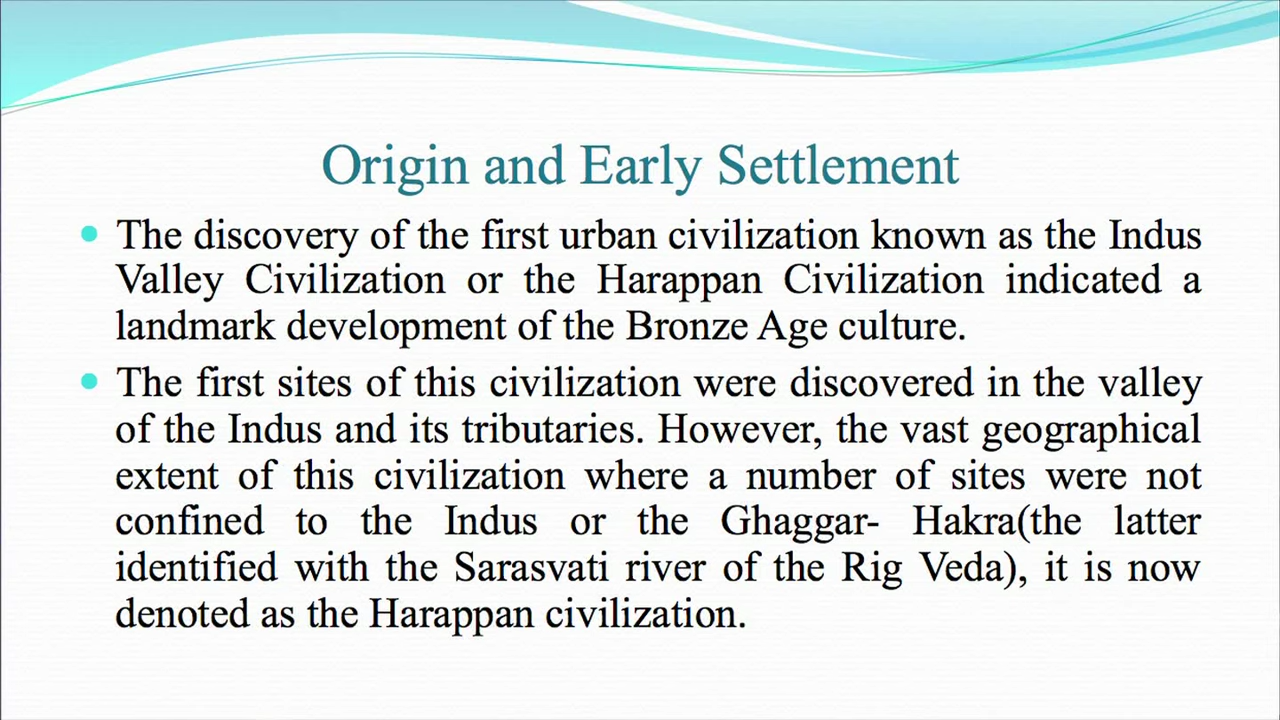 Origin and Early Settlement
The discovery of the first urban civilization known as the Indus
Valley Civilization or the Harappan Civilization indicated a
landmark development of the Bronze Age culture.
The first sites of this civilization were discovered in the valley
of the Indus and its tributaries. However, the vast geographical
extent of this civilization where a number of sites were not
confined to the Indus or the Ghaggar- Hakra(the latter
identified with the Sarasvati river of the Rig Veda), it is now
denoted as the Harappan civilization.